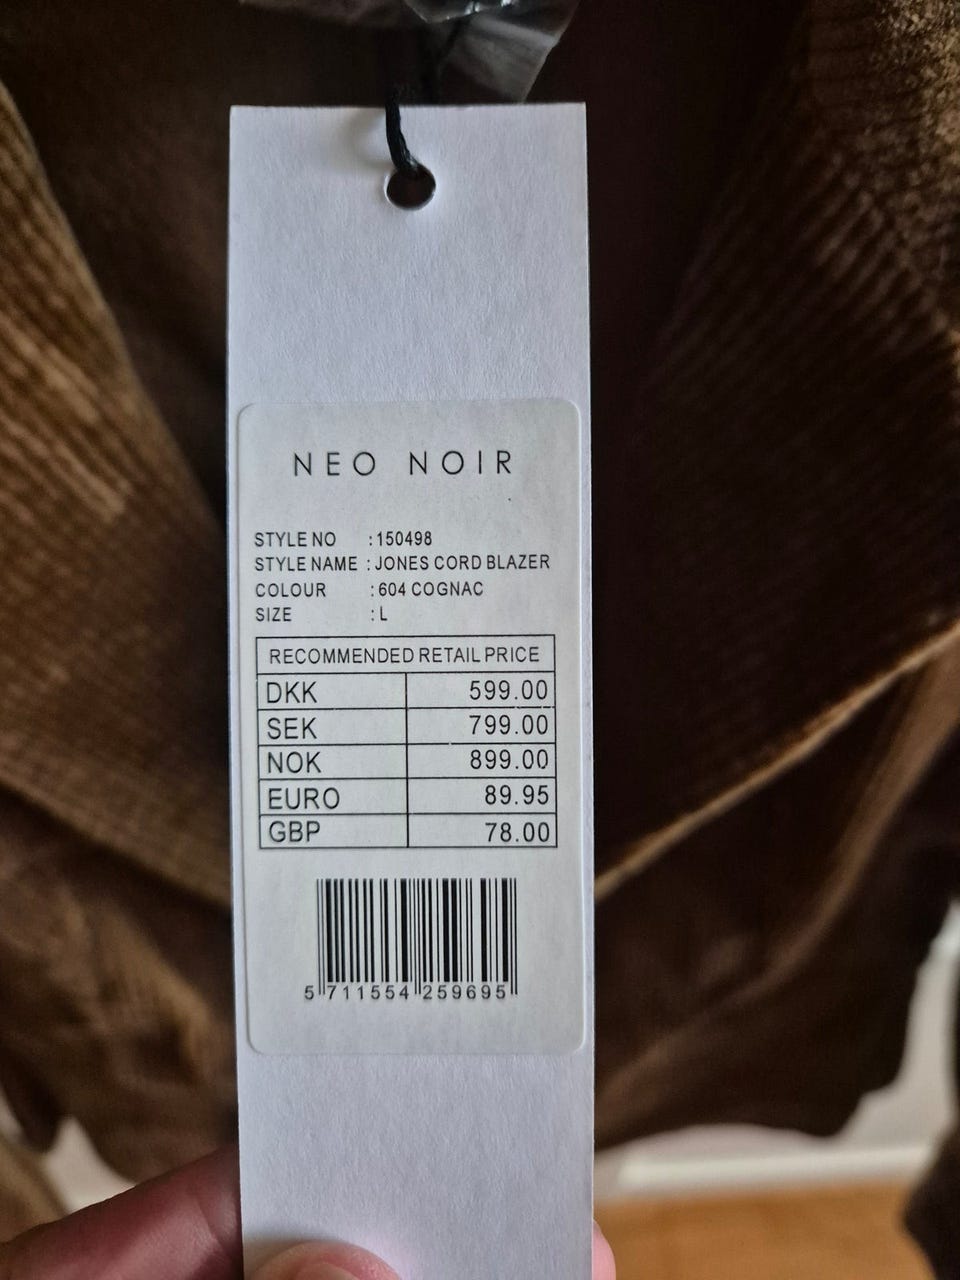 NEO NOIR
STYLE NO : 150498
STYLE NAME : JONES CORD BLAZER
COLOUR : 604 COGNAC
SIZE : L
RECOMMENDED RETAIL PRICE
DKK 599.00
SEK 799.00
NOK 899.00
EURO 89.95
GBP 78.00
5 711554 259695